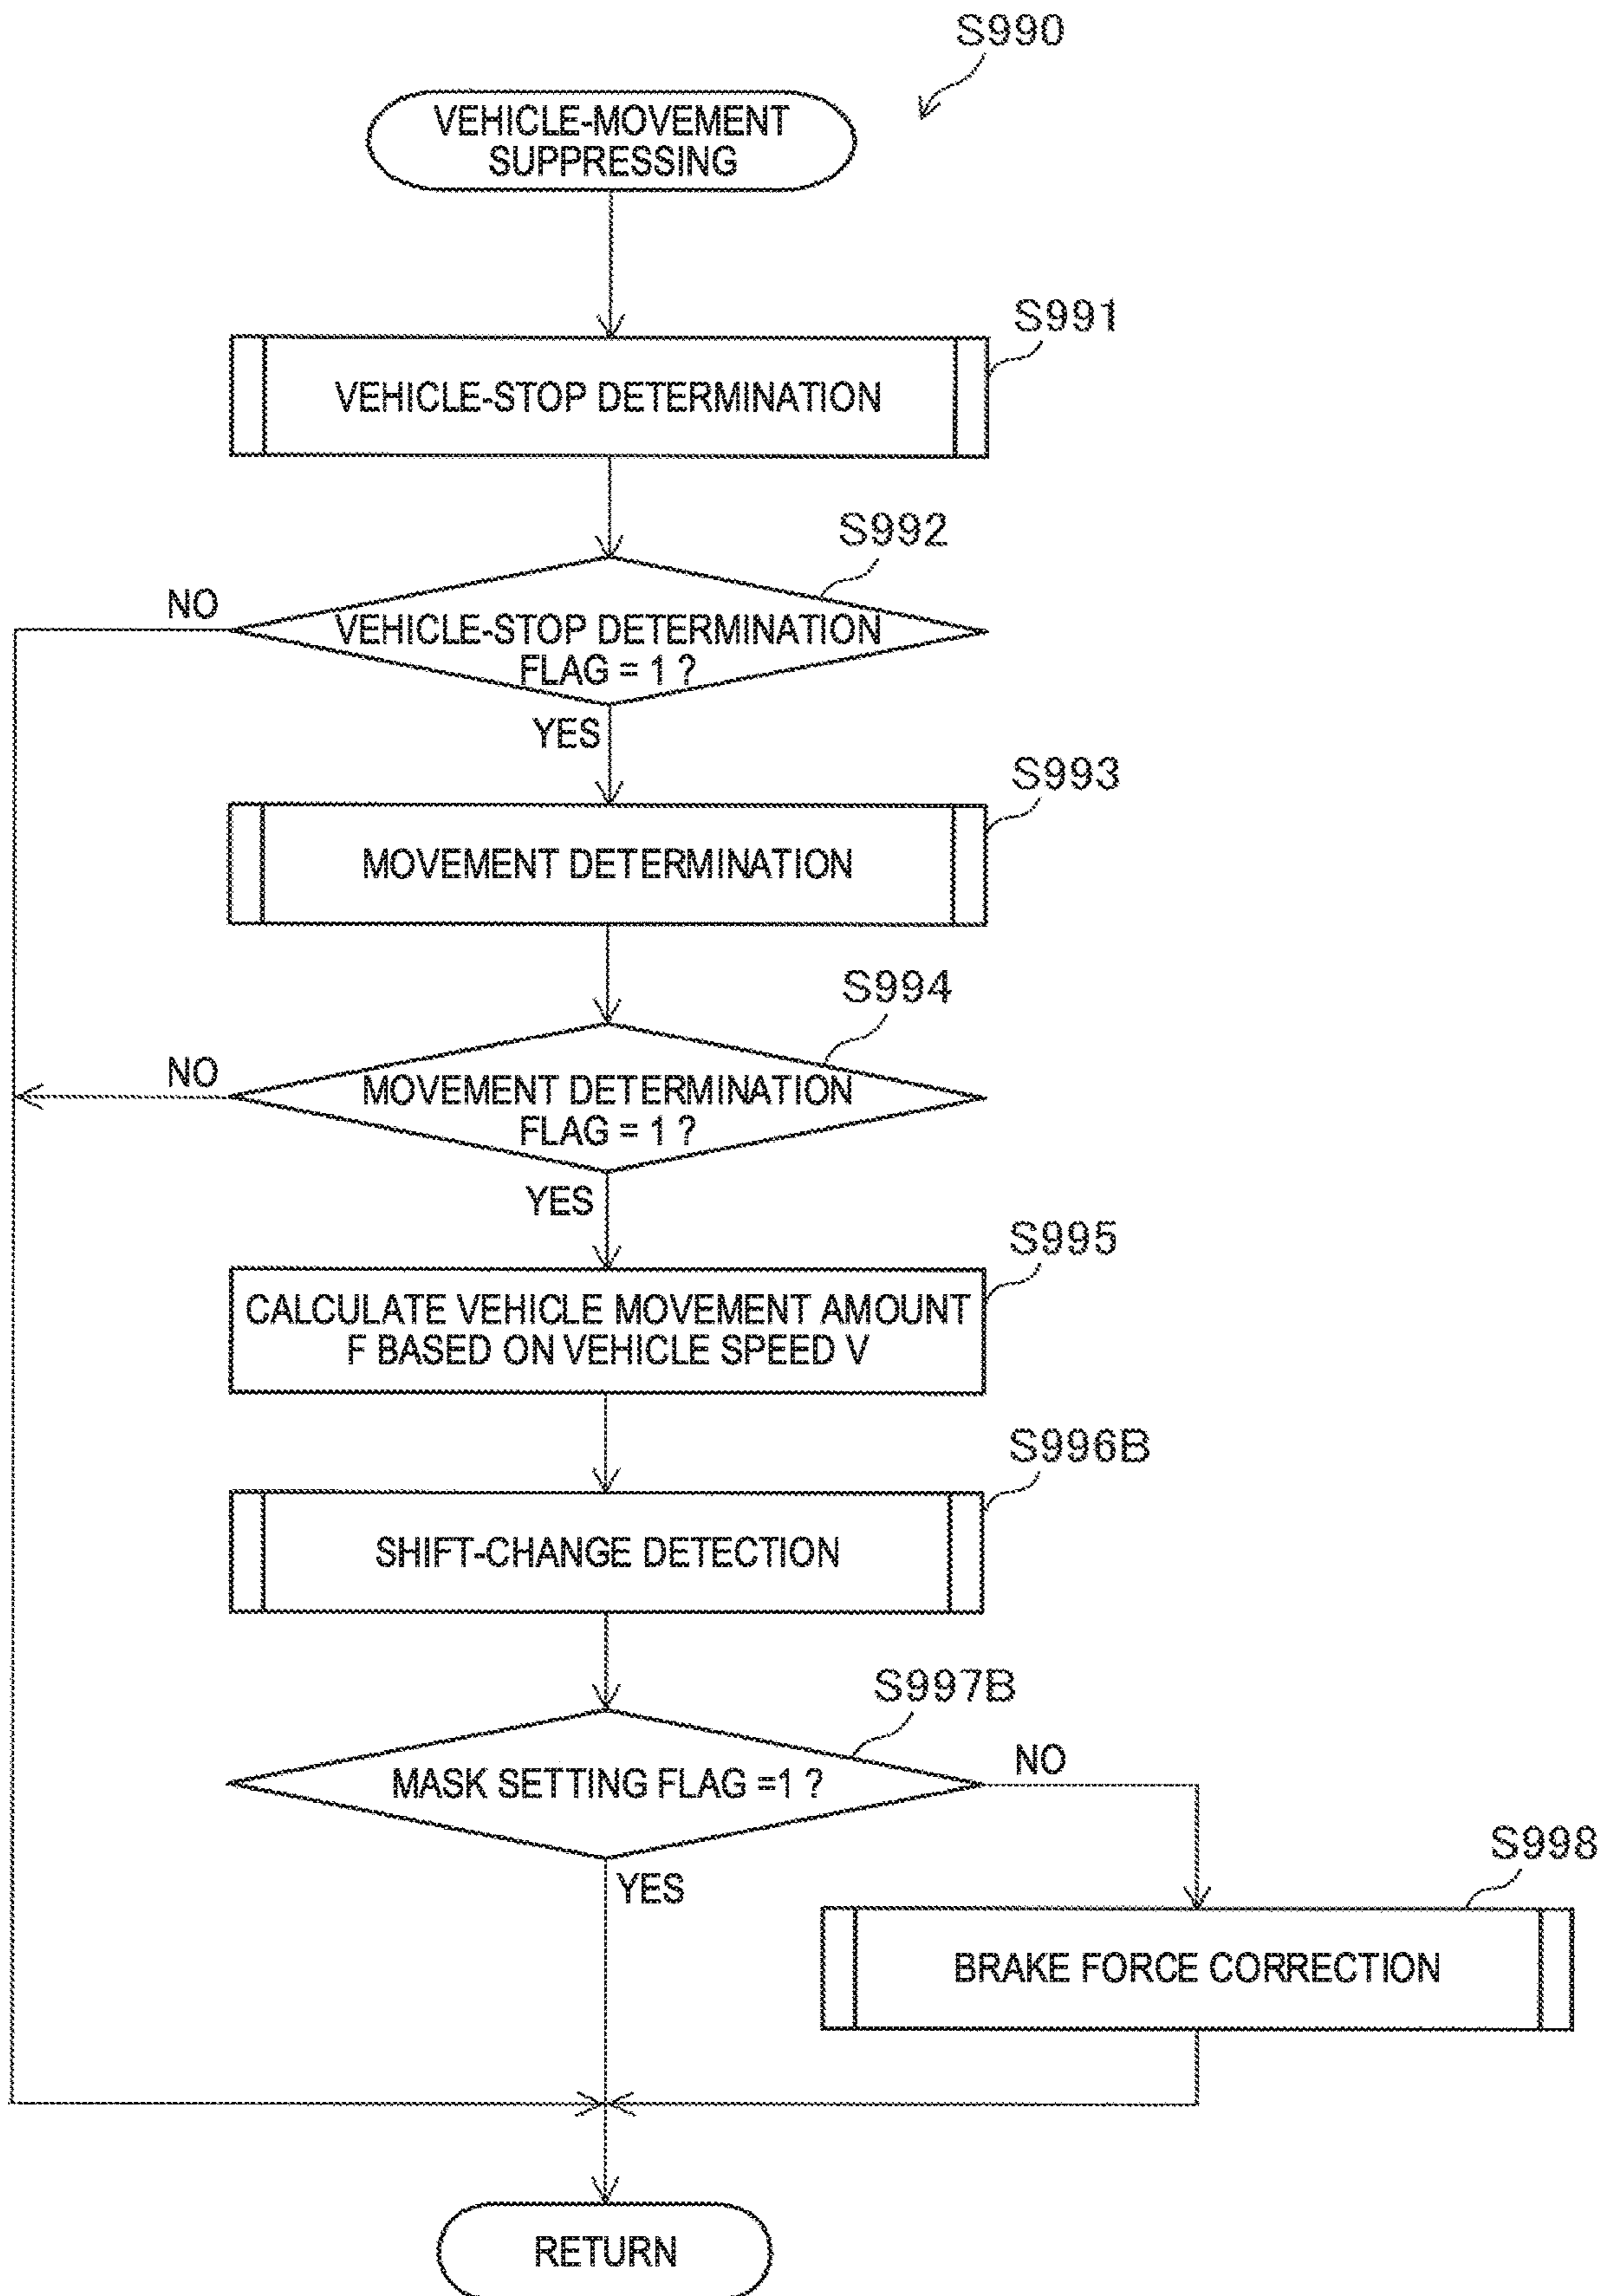 S990
VEHICLE-MOVEMENT
SUPPRESSING
S991
VEHICLE-STOP DETERMINATION
S992
NO
VEHICLE-STOP DETERMINATION
FLAG = 1 ?
YES
S993
MOVEMENT DETERMINATION
S994
NO
MOVEMENT DETERMINATION
FLAG = 1 ?
YES
S995
CALCULATE VEHICLE MOVEMENT AMOUNT
F BASED ON VEHICLE SPEED V
S996B
SHIFT-CHANGE DETECTION
S997B
NO
MASK SETTING FLAG =1 ?
S998
YES
BRAKE FORCE CORRECTION
RETURN